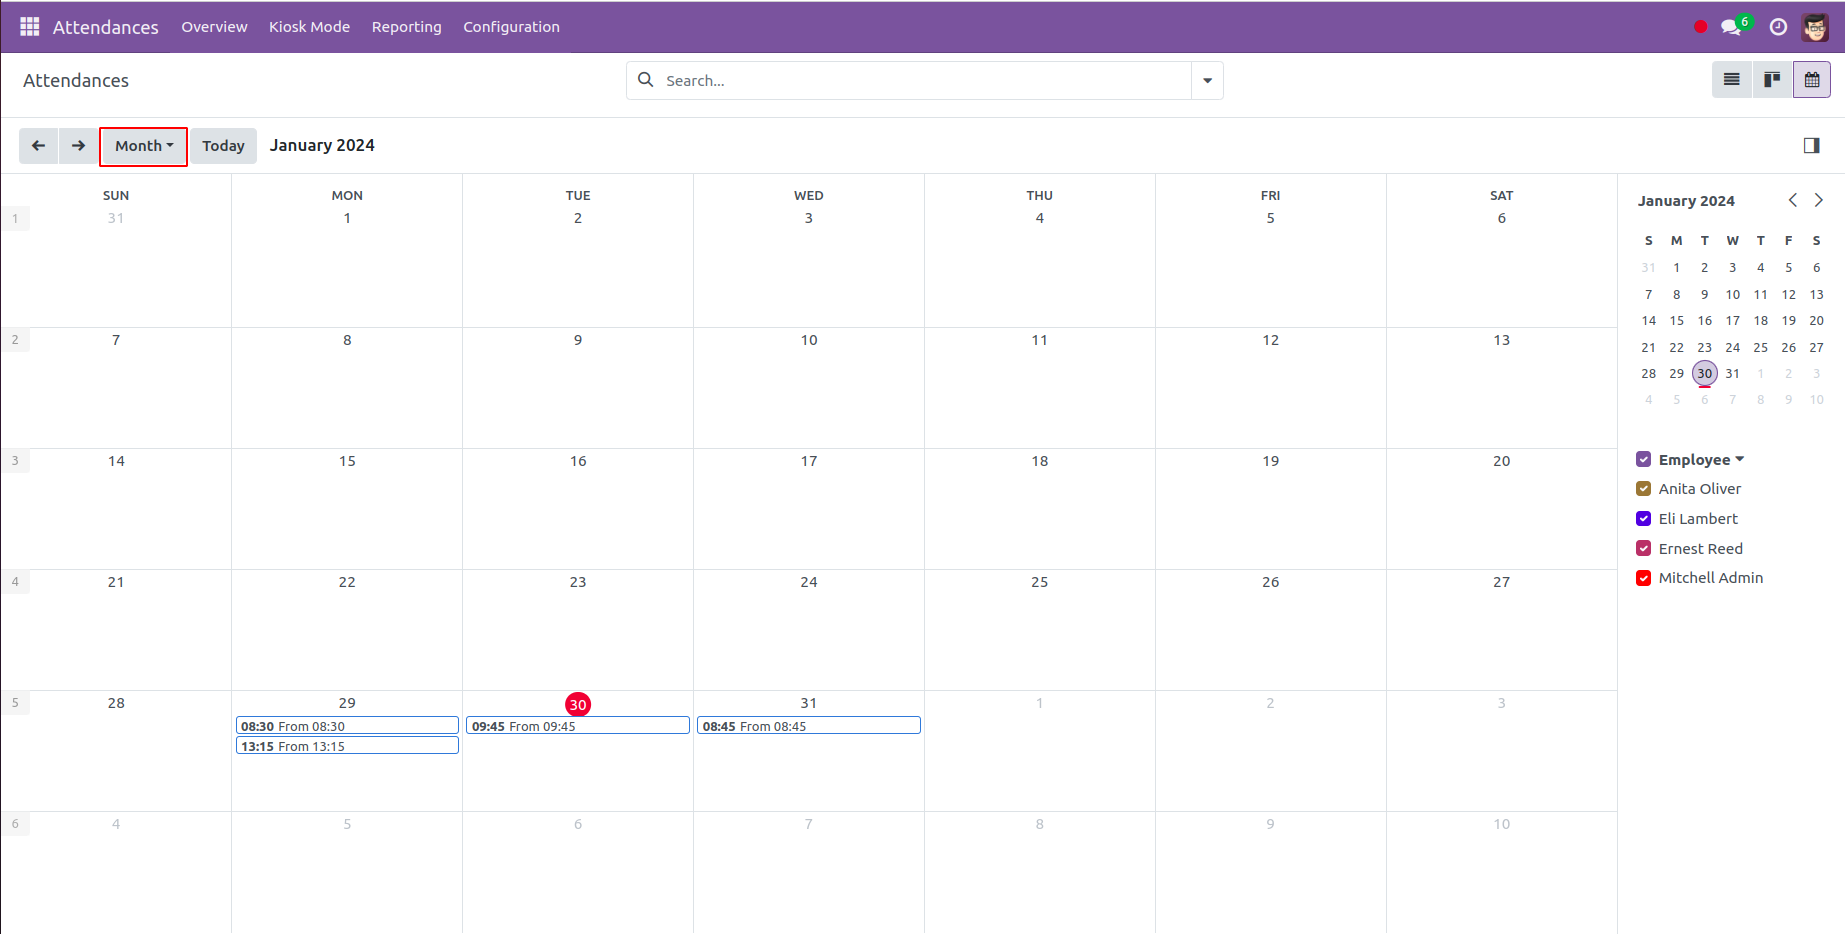 Attendances Overview Kiosk Mode Reporting Configuration 6
Attendances Search...
Month Today January 2024
SUN MON TUE WED THU FRI SAT
1 31 1 2 3 4 5 6
2 7 8 9 10 11 12 13
3 14 15 16 17 18 19 20
4 21 22 23 24 25 26 27
5 28 29 30 31 1 2 3
08:30 From 08:30 09:45 From 09:45 08:45 From 08:45
13:15 From 13:15
6 4 5 6 7 8 9 10
January 2024
S M T W T F S
31 1 2 3 4 5 6
7 8 9 10 11 12 13
14 15 16 17 18 19 20
21 22 23 24 25 26 27
28 29 30 31 1 2 3
4 5 6 7 8 9 10
Employee
Anita Oliver
Eli Lambert
Ernest Reed
Mitchell Admin